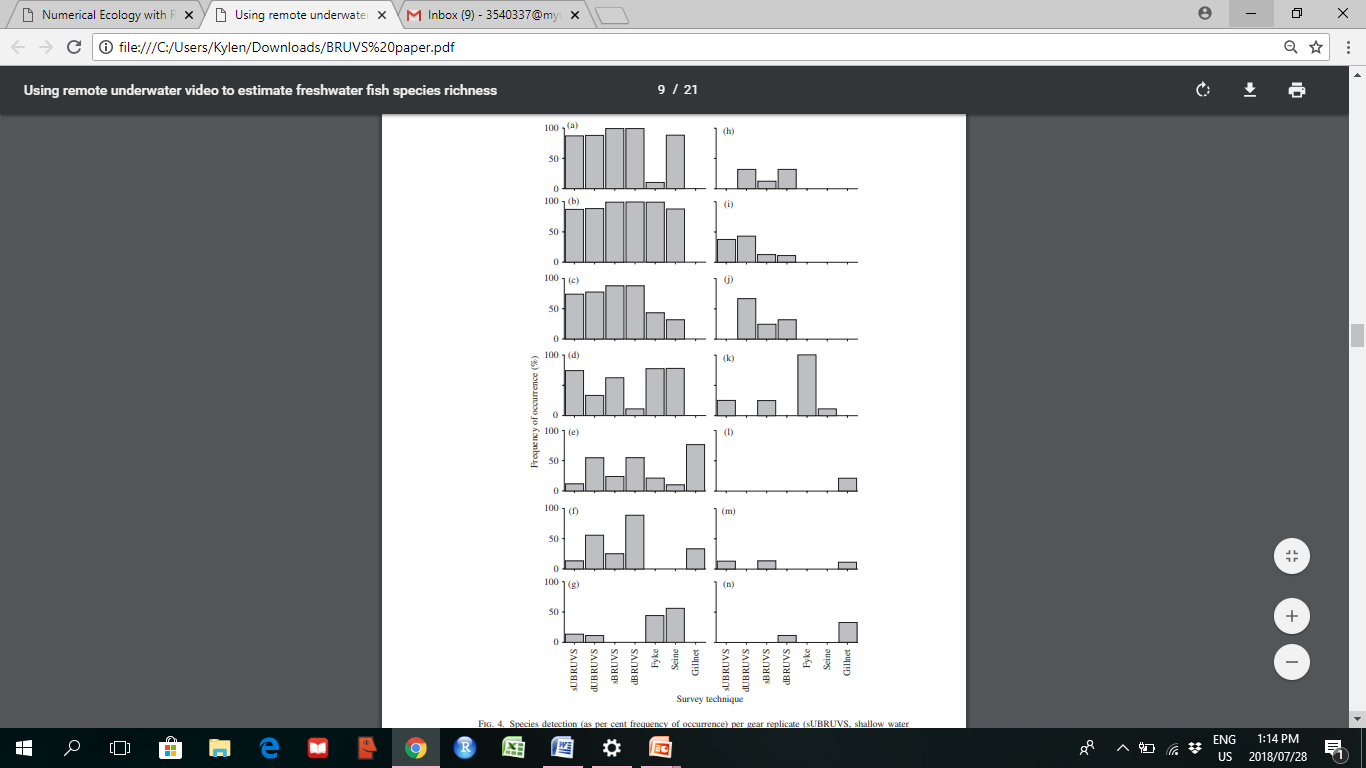 Numerical Ecology with R
Using remote underwater
Inbox (9) - 3540337@my
file:///C:/Users/Kylen/Downloads/BRUVS%20paper.pdf
Using remote underwater video to estimate freshwater fish species richness
9 / 21
100 (a)
50
0
(h)
100 (b)
50
0
(i)
100 (c)
50
0
(j)
100 (d)
0
(k)
100 (e)
50
0
(l)
100 (f)
50
0
(m)
100 (g)
50
0
(n)
Frequency of occurrence (%)
sUBRUVS dUBRUVS sBRUVS dBRUVS Fyke Seine Gillnet
sUBRUVS dUBRUVS sBRUVS dBRUVS Fyke Seine Gillnet
Survey technique
FIG. 4. Species detection (as per cent frequency of occurrence) per gear replicate (sUBRUVS, shallow water
ENG
US
1:14 PM
2018/07/28
1